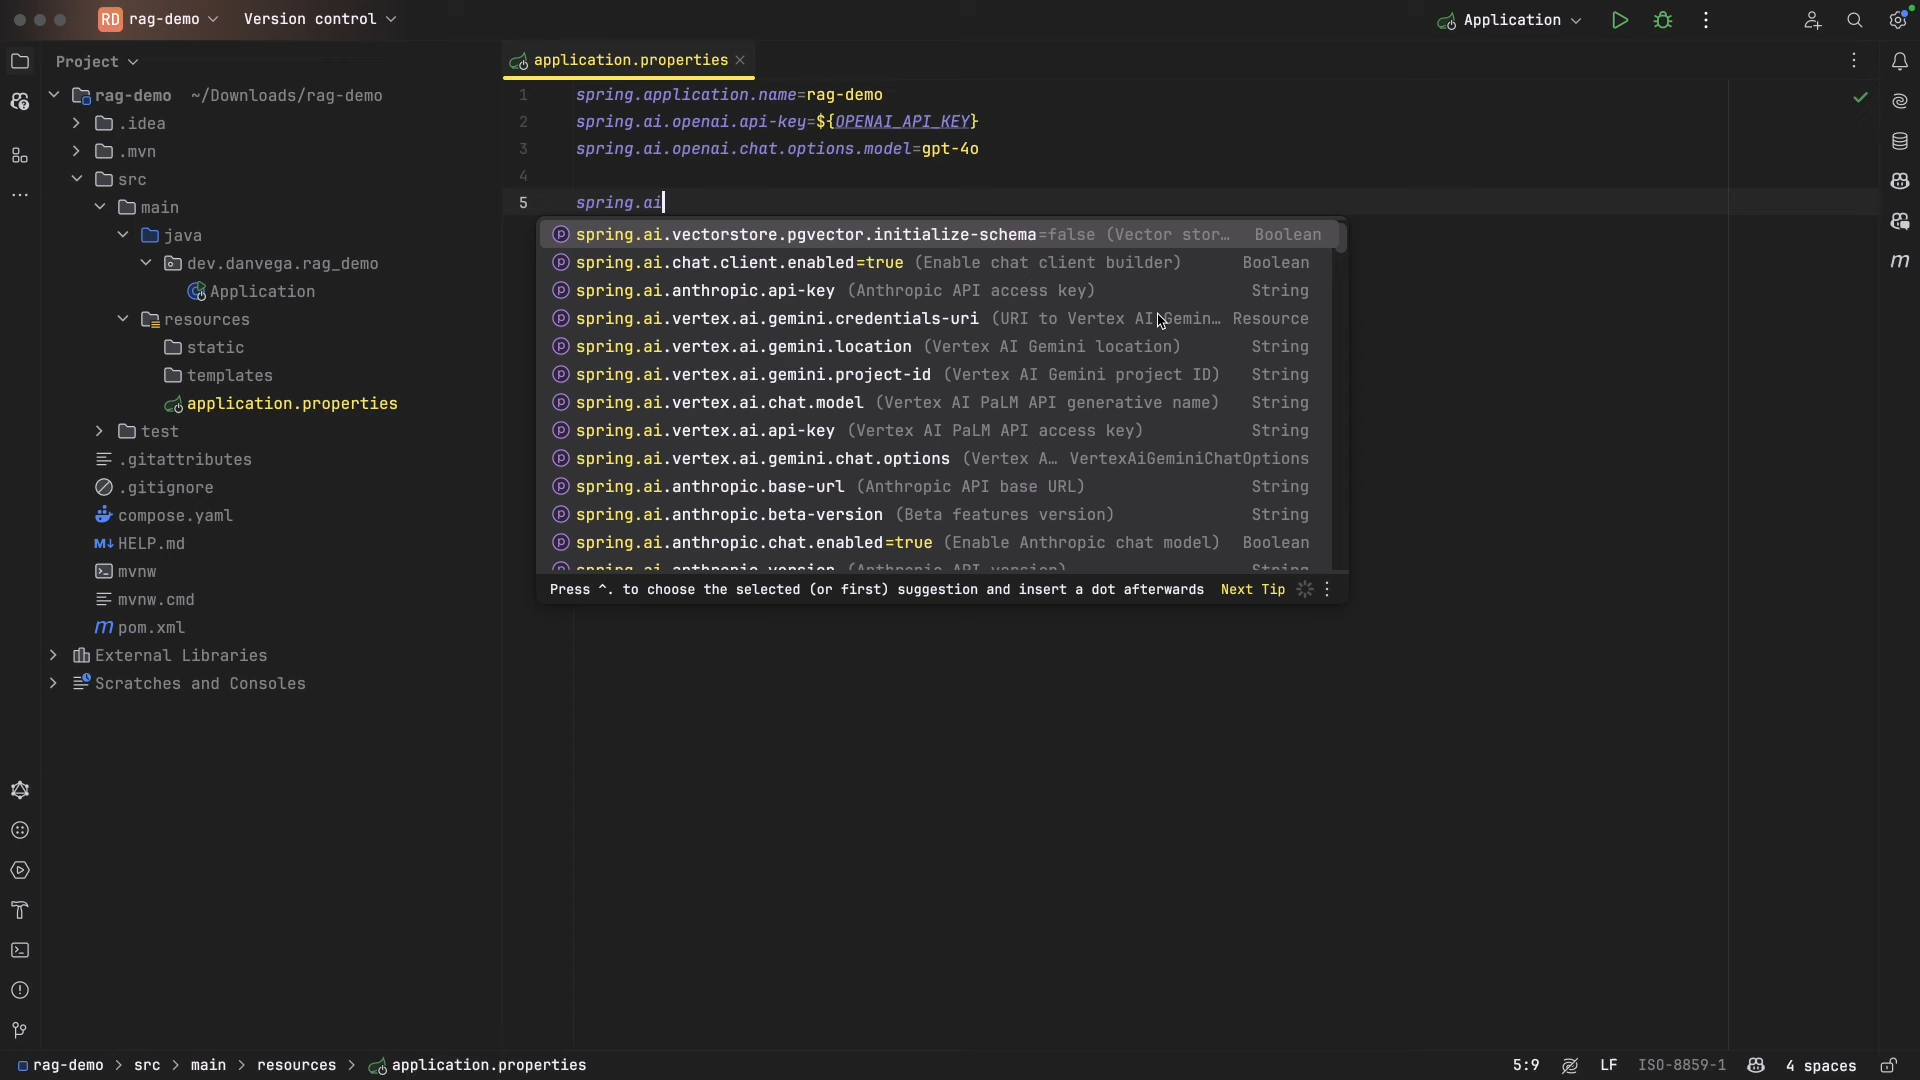 RD rag-demo Version control Application
Project
application.properties
rag-demo ~/Downloads/rag-demo
.idea
.mvn
src
main
java
dev.danvega.rag_demo
Application
resources
static
templates
application.properties
test
.gitattributes
.gitignore
compose.yaml
M↓ HELP.md
mvnw
mvnw.cmd
m pom.xml
External Libraries
Scratches and Consoles
1 spring.application.name=rag-demo
2 spring.ai.openai.api-key=${OPENAI_API_KEY}
3 spring.ai.openai.chat.options.model=gpt-4o
4
5 spring.ai
p spring.ai.vectorstore.pgvector.initialize-schema=false (Vector stor… Boolean
p spring.ai.chat.client.enabled=true (Enable chat client builder) Boolean
p spring.ai.anthropic.api-key (Anthropic API access key) String
p spring.ai.vertex.ai.gemini.credentials-uri (URI to Vertex AI Gemin… Resource
p spring.ai.vertex.ai.gemini.location (Vertex AI Gemini location) String
p spring.ai.vertex.ai.gemini.project-id (Vertex AI Gemini project ID) String
p spring.ai.vertex.ai.chat.model (Vertex AI PaLM API generative name) String
p spring.ai.vertex.ai.api-key (Vertex AI PaLM API access key) String
p spring.ai.vertex.ai.gemini.chat.options (Vertex A… VertexAiGeminiChatOptions
p spring.ai.anthropic.base-url (Anthropic API base URL) String
p spring.ai.anthropic.beta-version (Beta features version) String
p spring.ai.anthropic.chat.enabled=true (Enable Anthropic chat model) Boolean
p spring.ai.anthropic.version (Anthropic API version) String
Press ^. to choose the selected (or first) suggestion and insert a dot afterwards Next Tip
m
rag-demo > src > main > resources > application.properties
5:9 LF ISO-8859-1 4 spaces